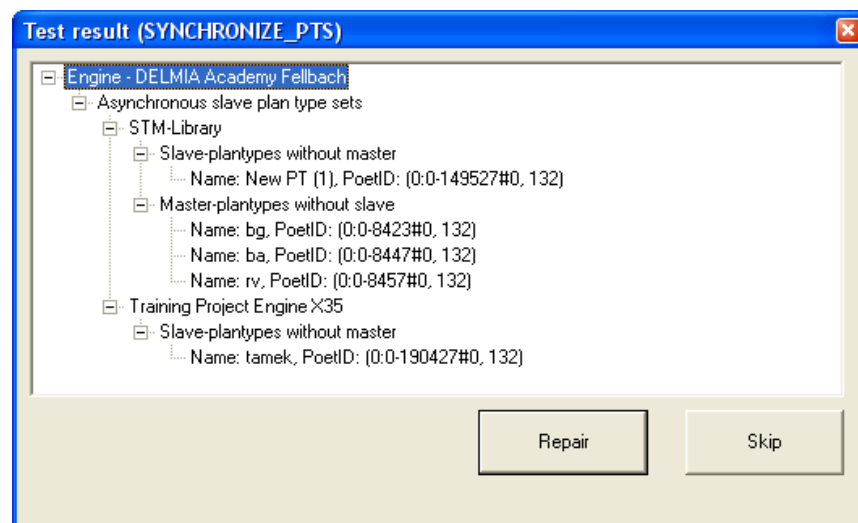 Test result (SYNCHRONIZE_PTS)
Engine - DELMIA Academy Fellbach
Asynchronous slave plan type sets
STM-Library
Slave-plantypes without master
Name: New PT (1), PoetID: (0:0-149527#0, 132)
Master-plantypes without slave
Name: bg, PoetID: (0:0-8423#0, 132)
Name: ba, PoetID: (0:0-8447#0, 132)
Name: rv, PoetID: (0:0-8457#0, 132)
Training Project Engine X35
Slave-plantypes without master
Name: tamek, PoetID: (0:0-190427#0, 132)
Repair Skip